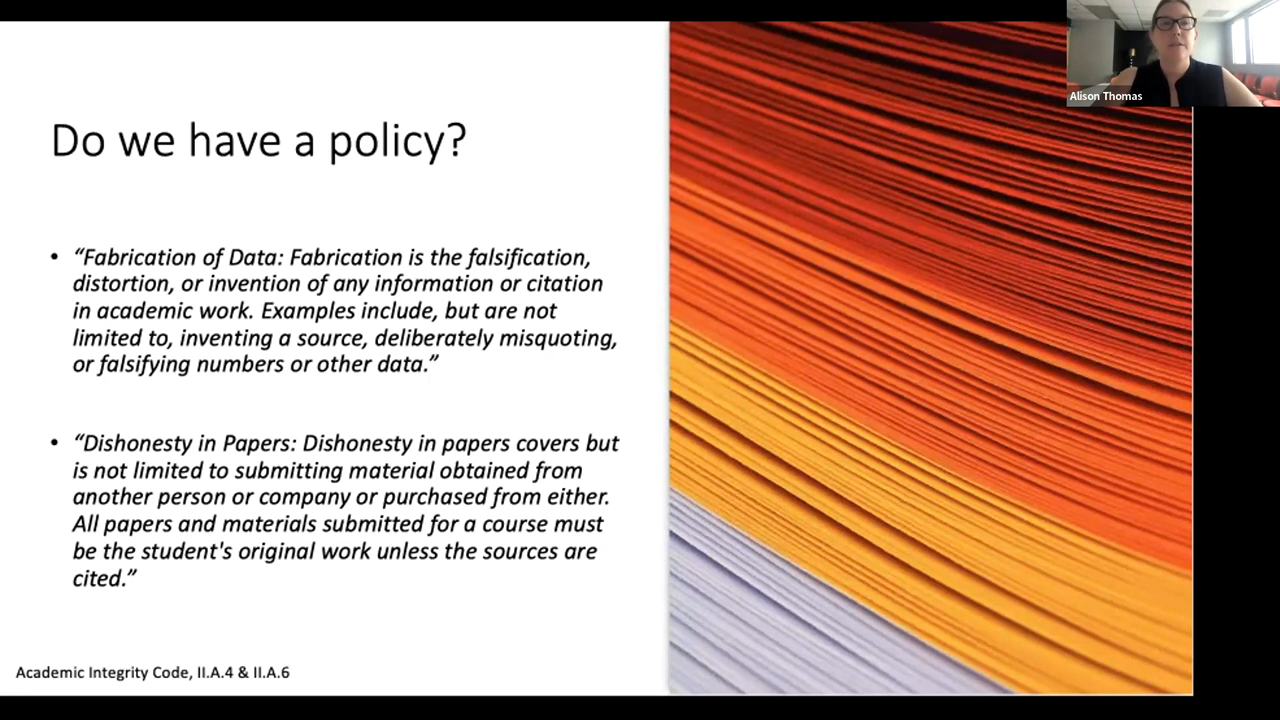 Alison Thomas
Do we have a policy?
• “Fabrication of Data: Fabrication is the falsification,
distortion, or invention of any information or citation
in academic work. Examples include, but are not
limited to, inventing a source, deliberately misquoting,
or falsifying numbers or other data.”
• “Dishonesty in Papers: Dishonesty in papers covers but
is not limited to submitting material obtained from
another person or company or purchased from either.
All papers and materials submitted for a course must
be the student's original work unless the sources are
cited.”
Academic Integrity Code, II.A.4 & II.A.6